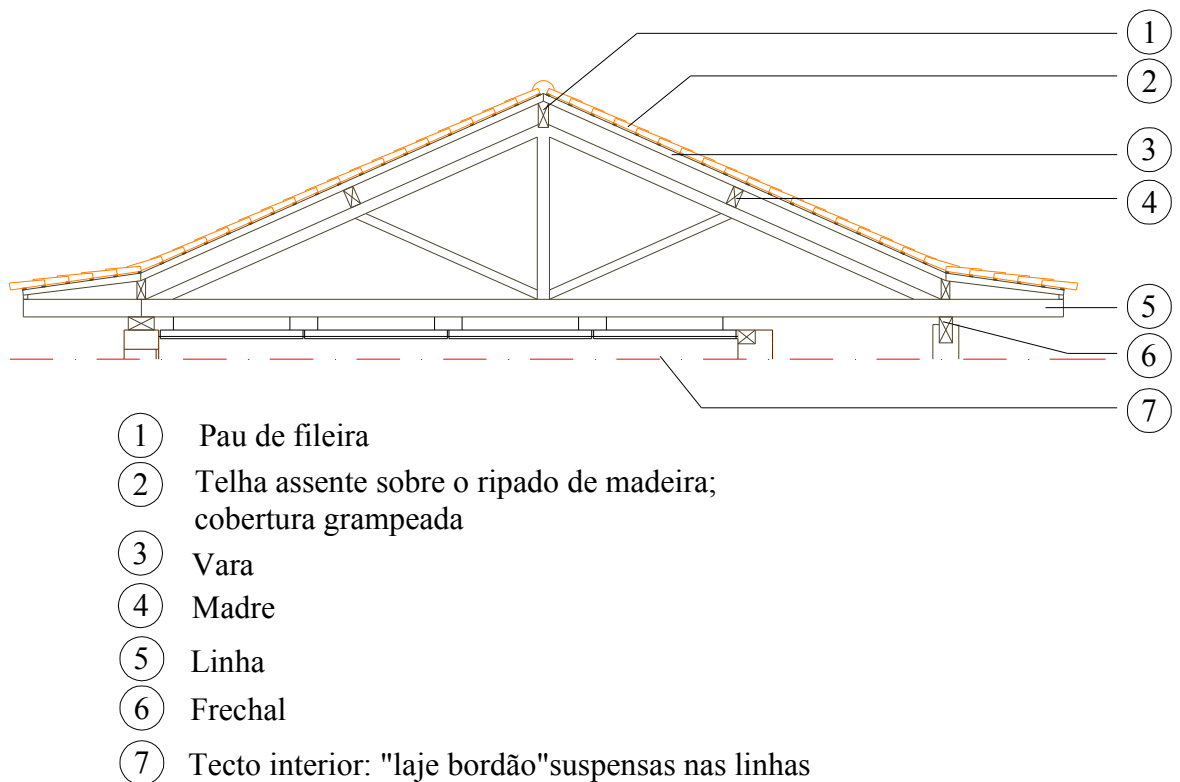 1
2
3
4
5
6
7
1 Pau de fileira
2 Telha assente sobre o ripado de madeira;
cobertura grampeada
3 Vara
4 Madre
5 Linha
6 Frechal
7 Tecto interior: "laje bordão"suspensas nas linhas